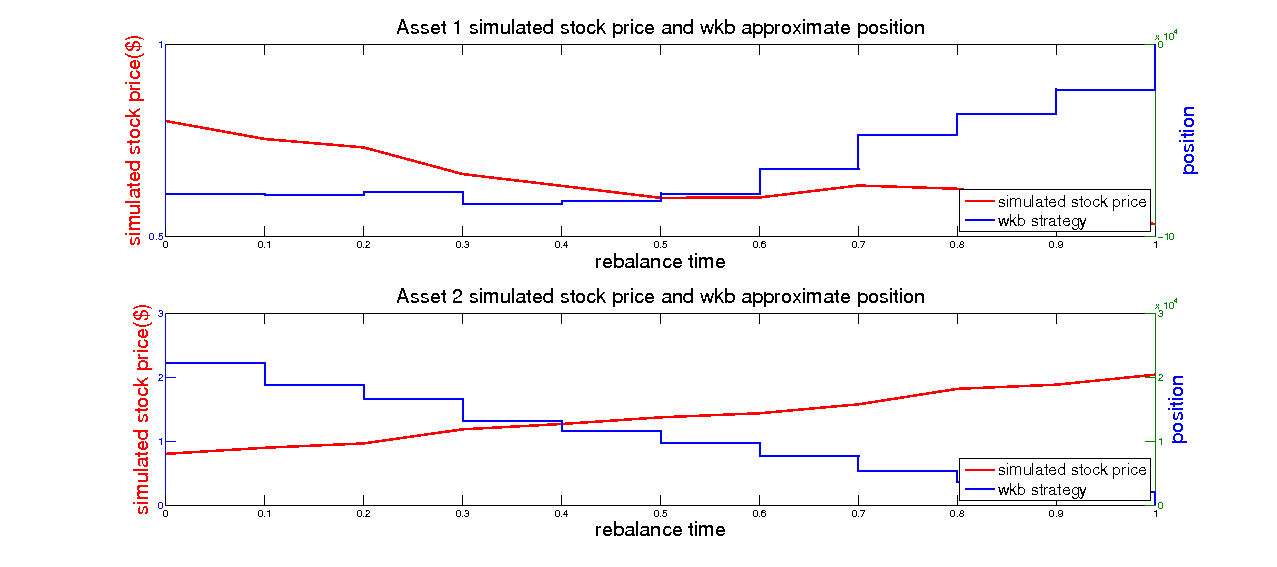 Asset 1 simulated stock price and wkb approximate position
x 10^4
1
0
simulated stock price($)
position
simulated stock price
wkb strategy
0.5
-10
0 0.1 0.2 0.3 0.4 0.5 0.6 0.7 0.8 0.9 1
rebalance time
Asset 2 simulated stock price and wkb approximate position
x 10^4
3
3
2
2
simulated stock price($)
position
1
1
simulated stock price
wkb strategy
0
0
0 0.1 0.2 0.3 0.4 0.5 0.6 0.7 0.8 0.9 1
rebalance time